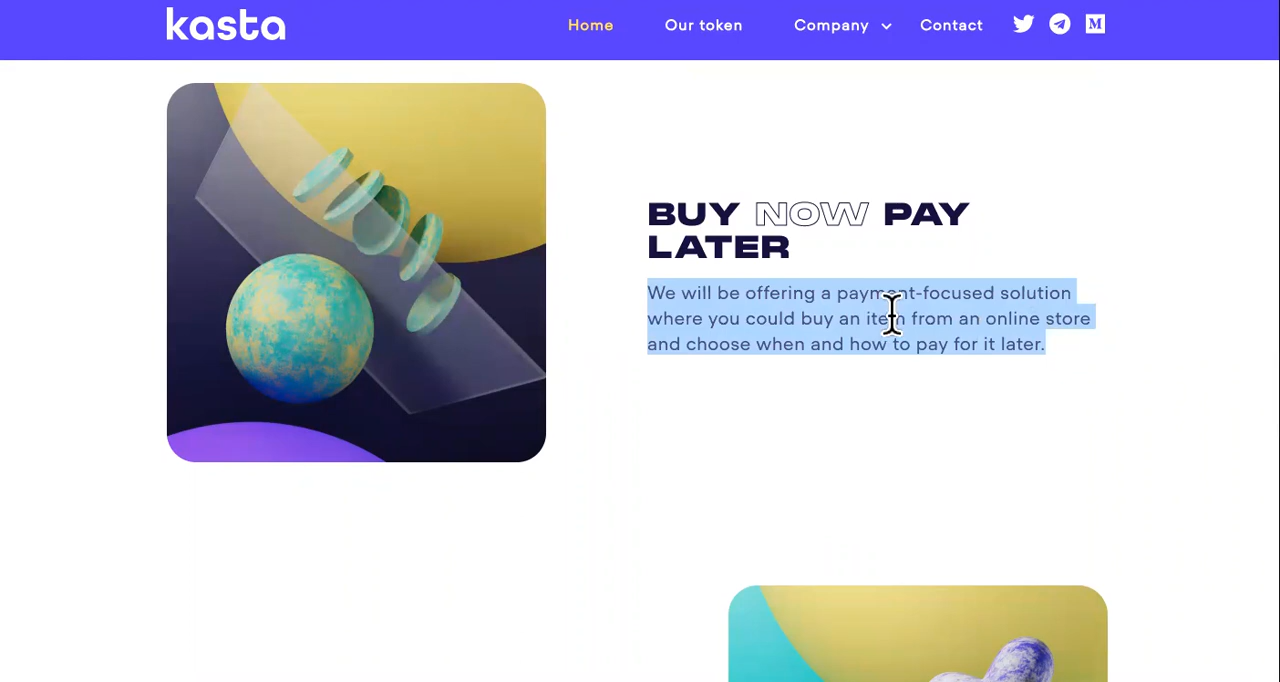 kasta
Home Our token Company Contact
BUY NOW PAY
LATER
We will be offering a payment-focused solution
where you could buy an item from an online store
and choose when and how to pay for it later.